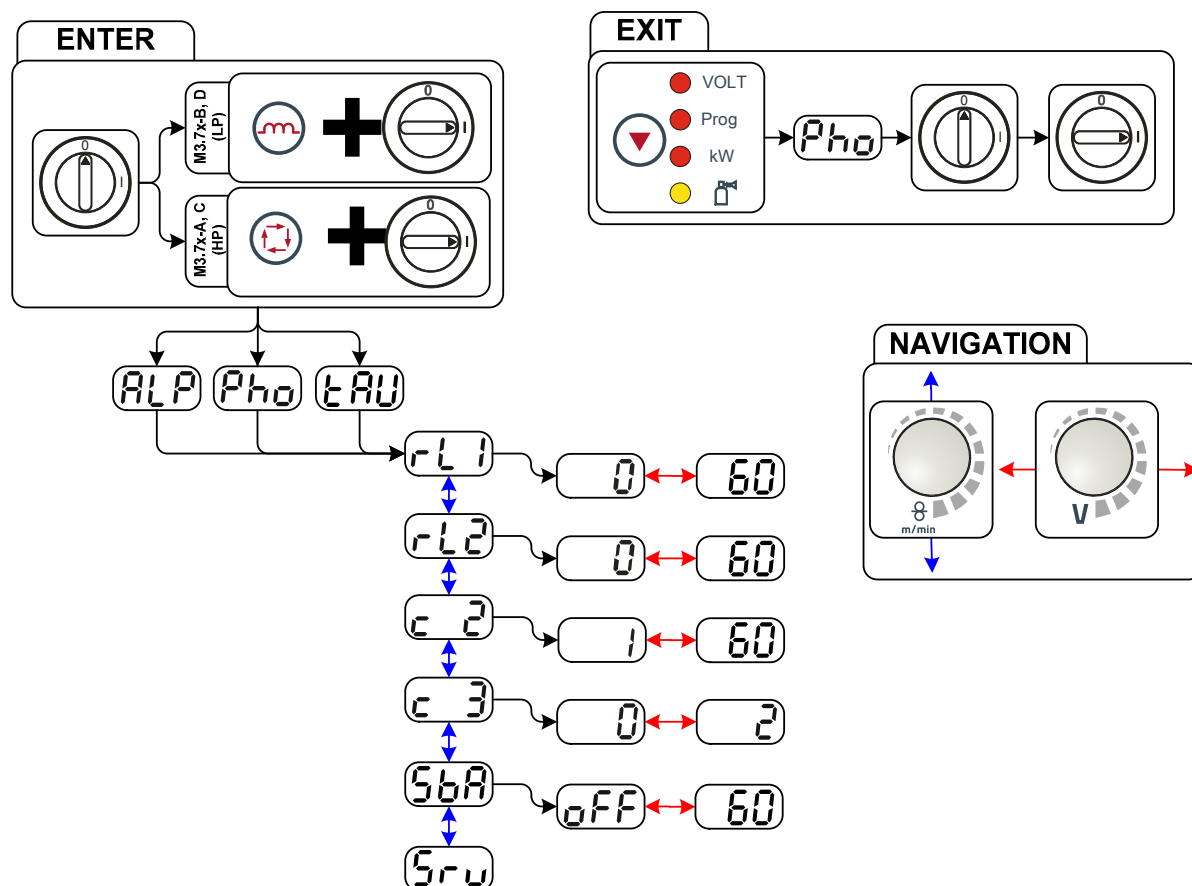 ENTER
0
I
M3.7x-B, D
(LP)
0
I
M3.7x-A, C
(HP)
0
I
EXIT
VOLT
Prog
kW
Pho
0
I
0
I
ALP
Pho
tAU
NAVIGATION
m/min
V
rL1
0
60
rL2
0
60
c 2
1
60
c 3
0
2
SbA
oFF
60
Srv